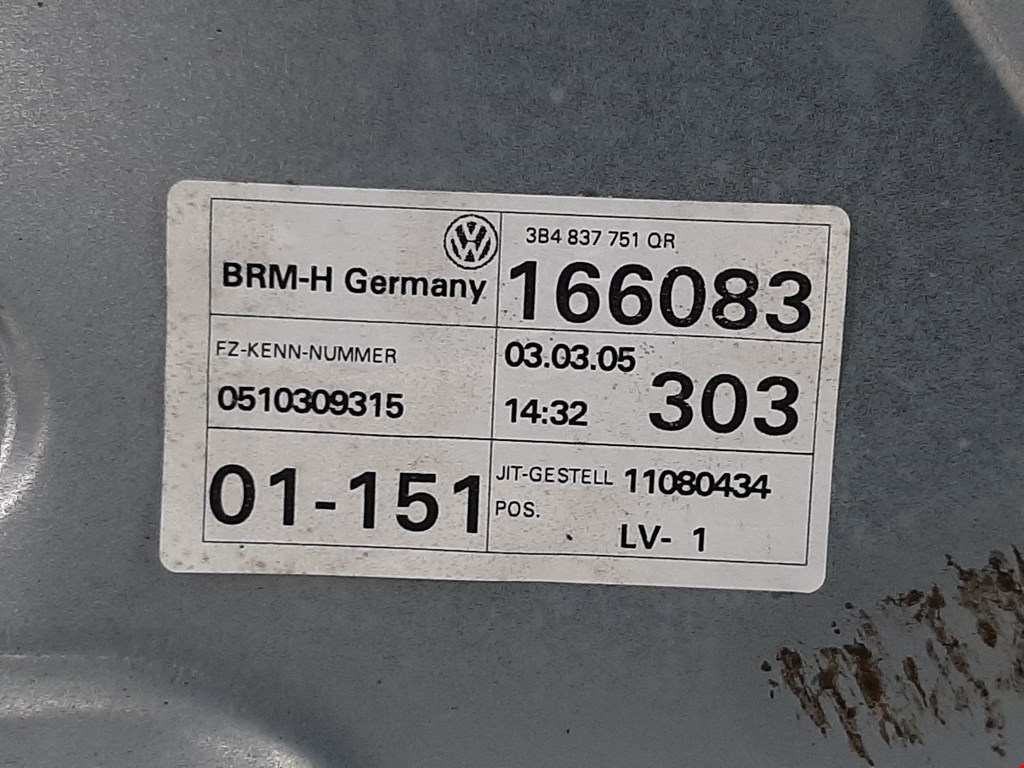 3B4 837 751 QR
BRM-H Germany
166083
FZ-KENN-NUMMER
0510309315
03.03.05
14:32
303
01-151
JIT-GESTELL 11080434
POS.
LV- 1